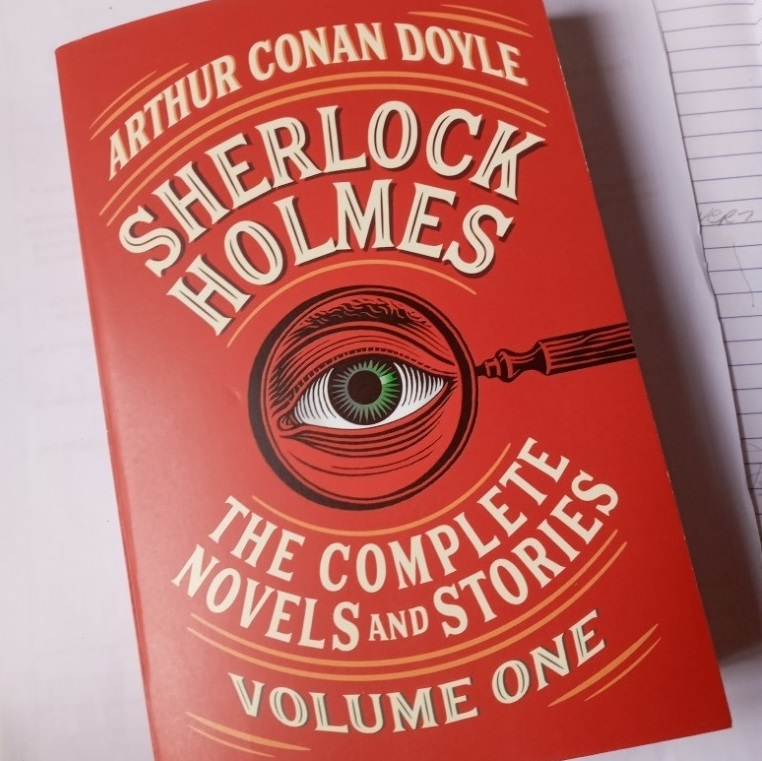 ARTHUR CONAN DOYLE
SHERLOCK
HOLMES
THE COMPLETE
NOVELS AND STORIES
VOLUME ONE